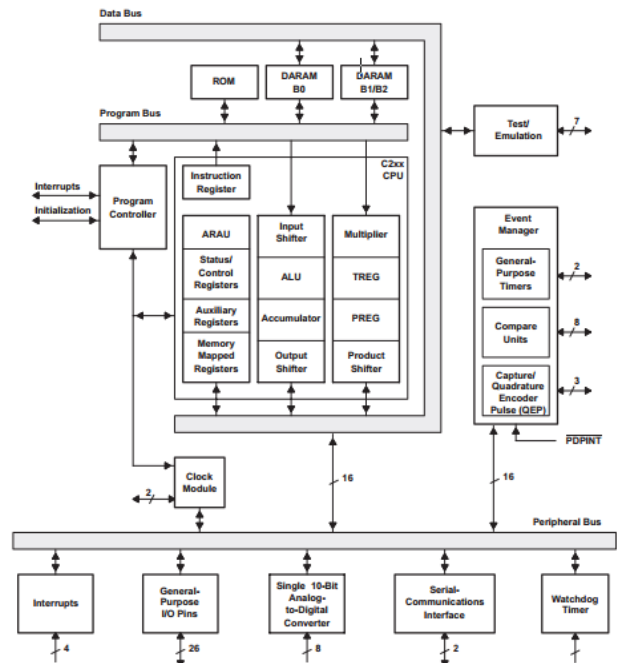 Data Bus
ROM
DARAM
B0
DARAM
B1/B2
Program Bus
Test/
Emulation
7
C2xx
CPU
Instruction
Register
Interrupts
Initialization
Program
Controller
ARAU
Status/
Control
Registers
Auxiliary
Registers
Memory
Mapped
Registers
Input
Shifter
ALU
Accumulator
Output
Shifter
Multiplier
TREG
PREG
Product
Shifter
Event
Manager
General-
Purpose
Timers
2
Compare
Units
8
Capture/
Quadrature
Encoder
Pulse (QEP)
3
PDPINT
Clock
Module
2
16
16
Peripheral Bus
Interrupts
General-
Purpose
I/O Pins
Single 10-Bit
Analog-
to-Digital
Converter
Serial-
Communications
Interface
Watchdog
Timer
4
26
8
2